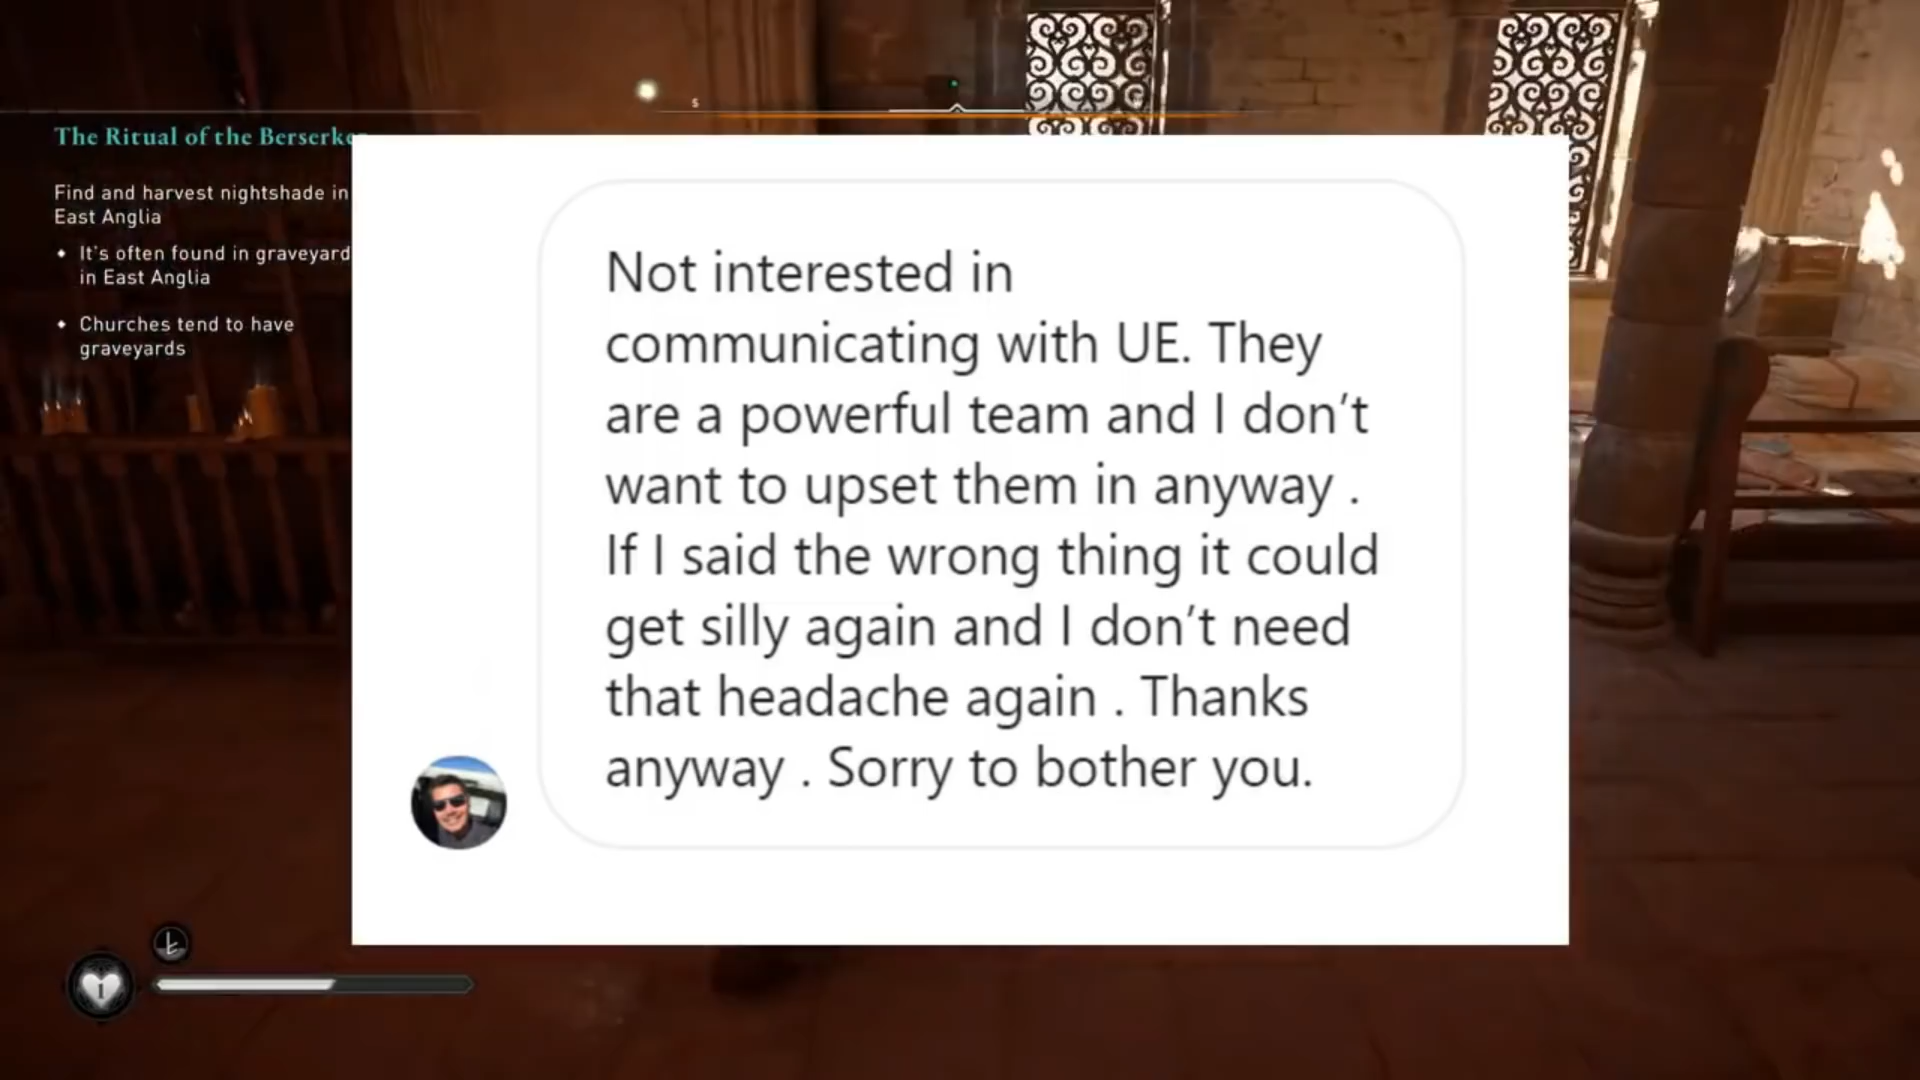 S
The Ritual of the Berserke
Find and harvest nightshade in
East Anglia
It's often found in graveyard
in East Anglia
Churches tend to have
graveyards
Not interested in
communicating with UE. They
are a powerful team and I don't
want to upset them in anyway .
If I said the wrong thing it could
get silly again and I don't need
that headache again . Thanks
anyway . Sorry to bother you.
1